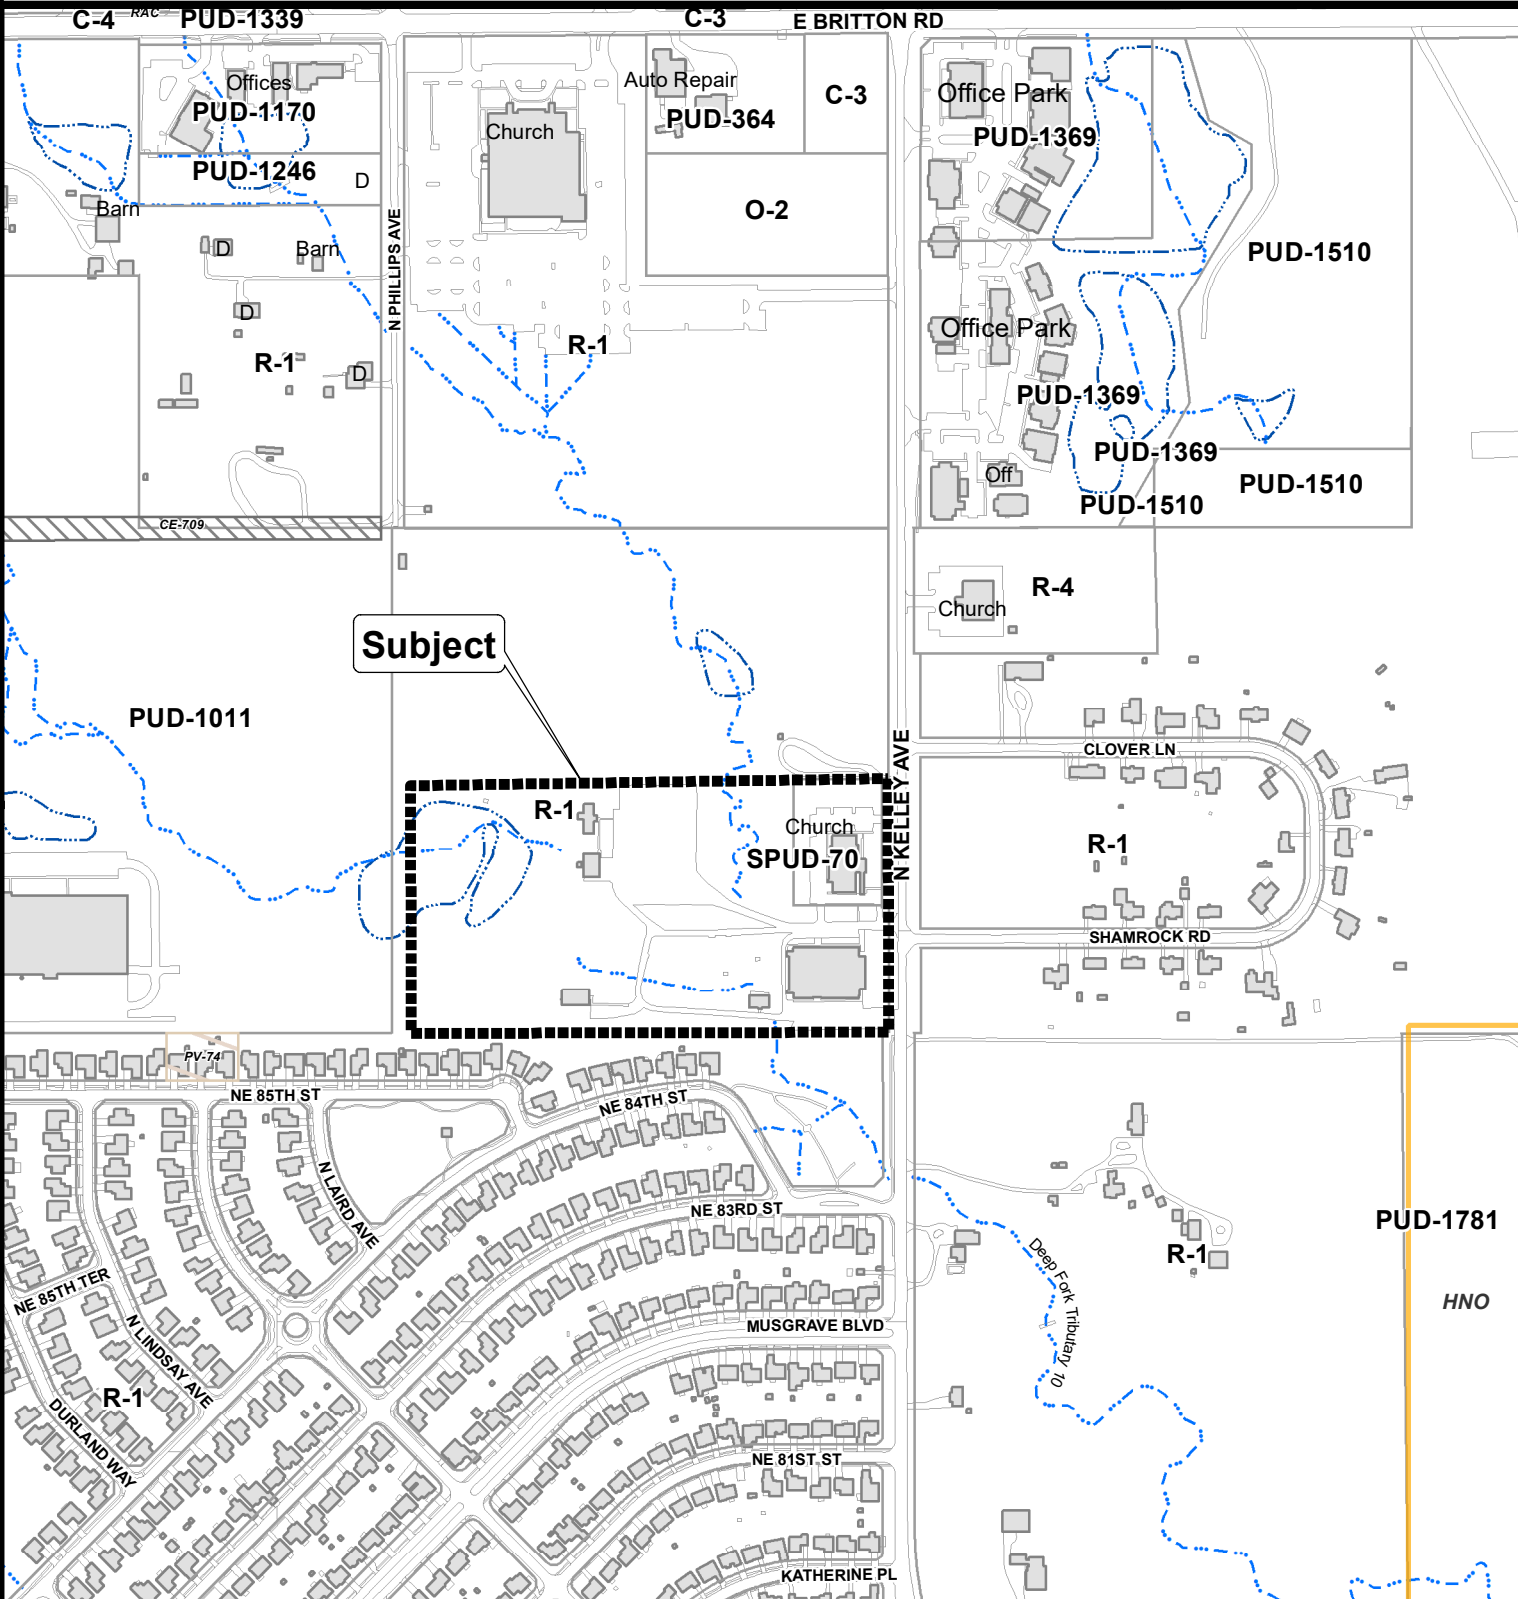 C-4
RAC
PUD-1339
C-3
E BRITTON RD
Offices
PUD-1170
Auto Repair
PUD-364
C-3
Office Park
PUD-1369
Church
PUD-1246
D
Barn
O-2
D
Barn
PUD-1510
N PHILLIPS AVE
D
R-1
D
R-1
Office Park
PUD-1369
PUD-1369
Off
PUD-1510
PUD-1510
CE-709
R-4
Church
Subject
PUD-1011
CLOVER LN
N KELLEY AVE
R-1
Church
SPUD-70
R-1
SHAMROCK RD
PV-74
NE 85TH ST
NE 84TH ST
N LAIRD AVE
NE 83RD ST
PUD-1781
R-1
Deep Fork Tributary 10
HNO
NE 85TH TER
N LINDSAY AVE
MUSGRAVE BLVD
R-1
DURLAND WAY
NE 81ST ST
KATHERINE PL